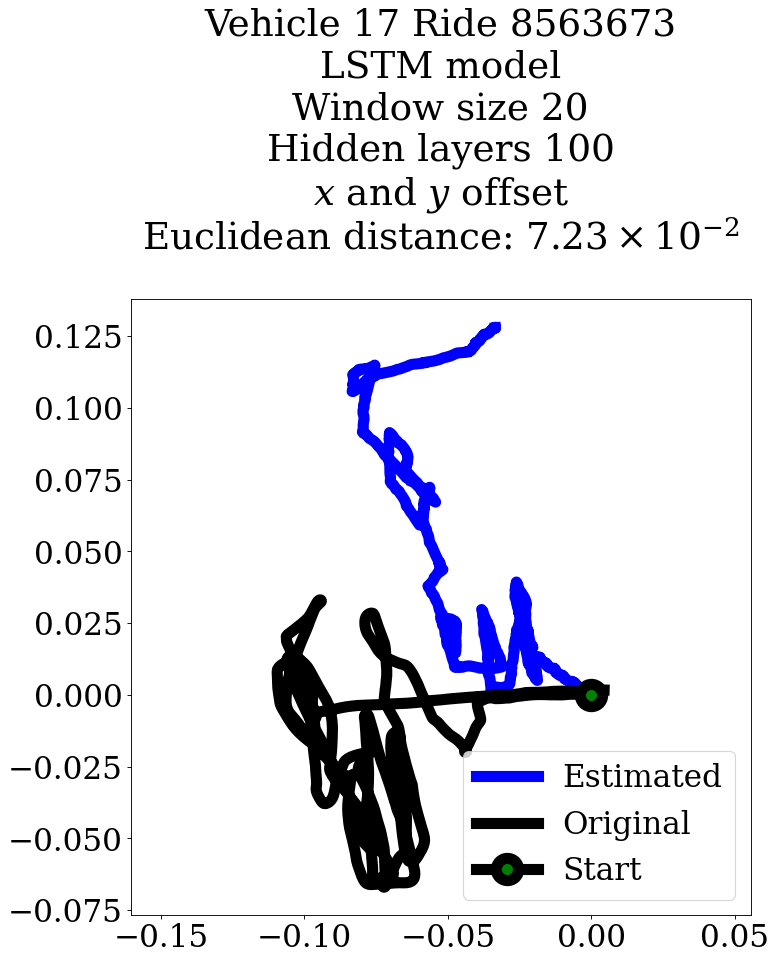 Vehicle 17 Ride 8563673
LSTM model
Window size 20
Hidden layers 100
x and y offset
Euclidean distance: 7.23 × 10⁻²
0.125
0.100
0.075
0.050
0.025
0.000
−0.025
−0.050
−0.075
Estimated
Original
Start
−0.15 −0.10 −0.05 0.00 0.05